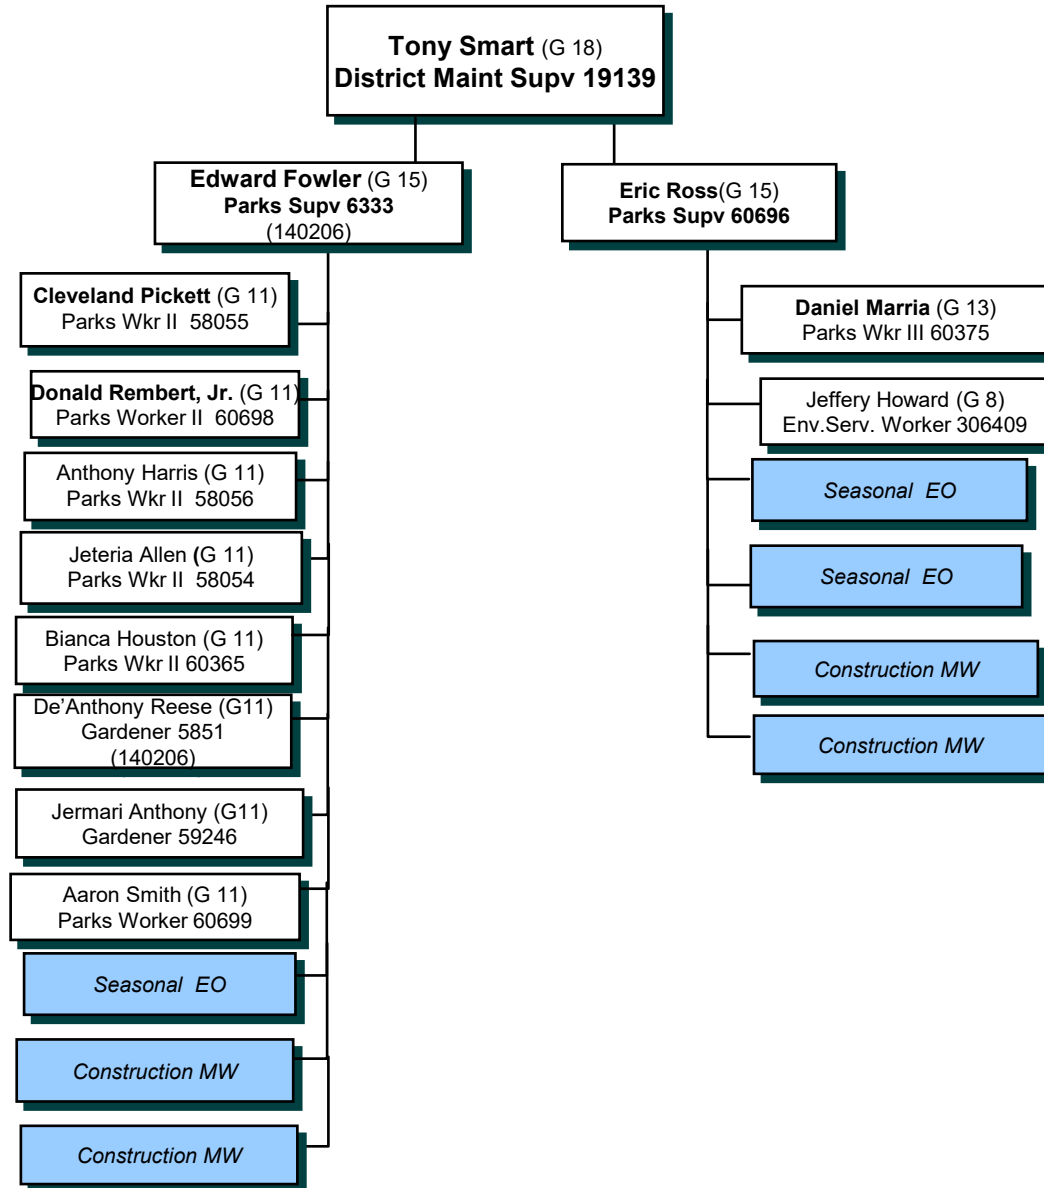 Tony Smart (G 18)
District Maint Supv 19139
Edward Fowler (G 15)
Parks Supv 6333
(140206)
Eric Ross(G 15)
Parks Supv 60696
Cleveland Pickett (G 11)
Parks Wkr II  58055
Donald Rembert, Jr. (G 11)
Parks Worker II  60698
Anthony Harris (G 11)
Parks Wkr II  58056
Jeteria Allen (G 11)
Parks Wkr II  58054
Bianca Houston (G 11)
Parks Wkr II 60365
De’Anthony Reese (G11)
Gardener 5851
(140206)
Jermari Anthony (G11)
Gardener 59246
Aaron Smith (G 11)
Parks Worker 60699
Seasonal  EO
Construction MW
Construction MW
Daniel Marria (G 13)
Parks Wkr III 60375
Jeffery Howard (G 8)
Env.Serv. Worker 306409
Seasonal  EO
Seasonal  EO
Construction MW
Construction MW